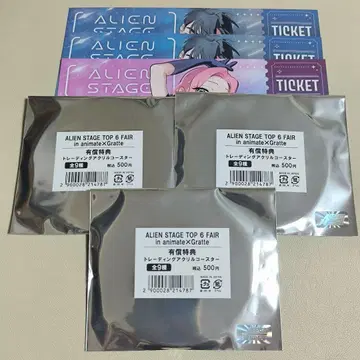 ALIEN
STAGE
TICKET
ALIEN
STAGE
TICKET
ALIEN
STAGE
TICKET
ALIEN STAGE TOP 6 FAIR
in animate×Gratte
有償特典
トレーディングアクリルコースター
全9種
税込 500円
2900028214787
ALIEN STAGE TOP 6 FAIR
in animate×Gratte
有償特典
トレーディングアクリルコースター
全9種
税込 500円
2900028214787
ALIEN STAGE TOP 6 FAIR
in animate×Gratte
有償特典
トレーディングアクリルコースター
全9種
税込 500円
2900028214787